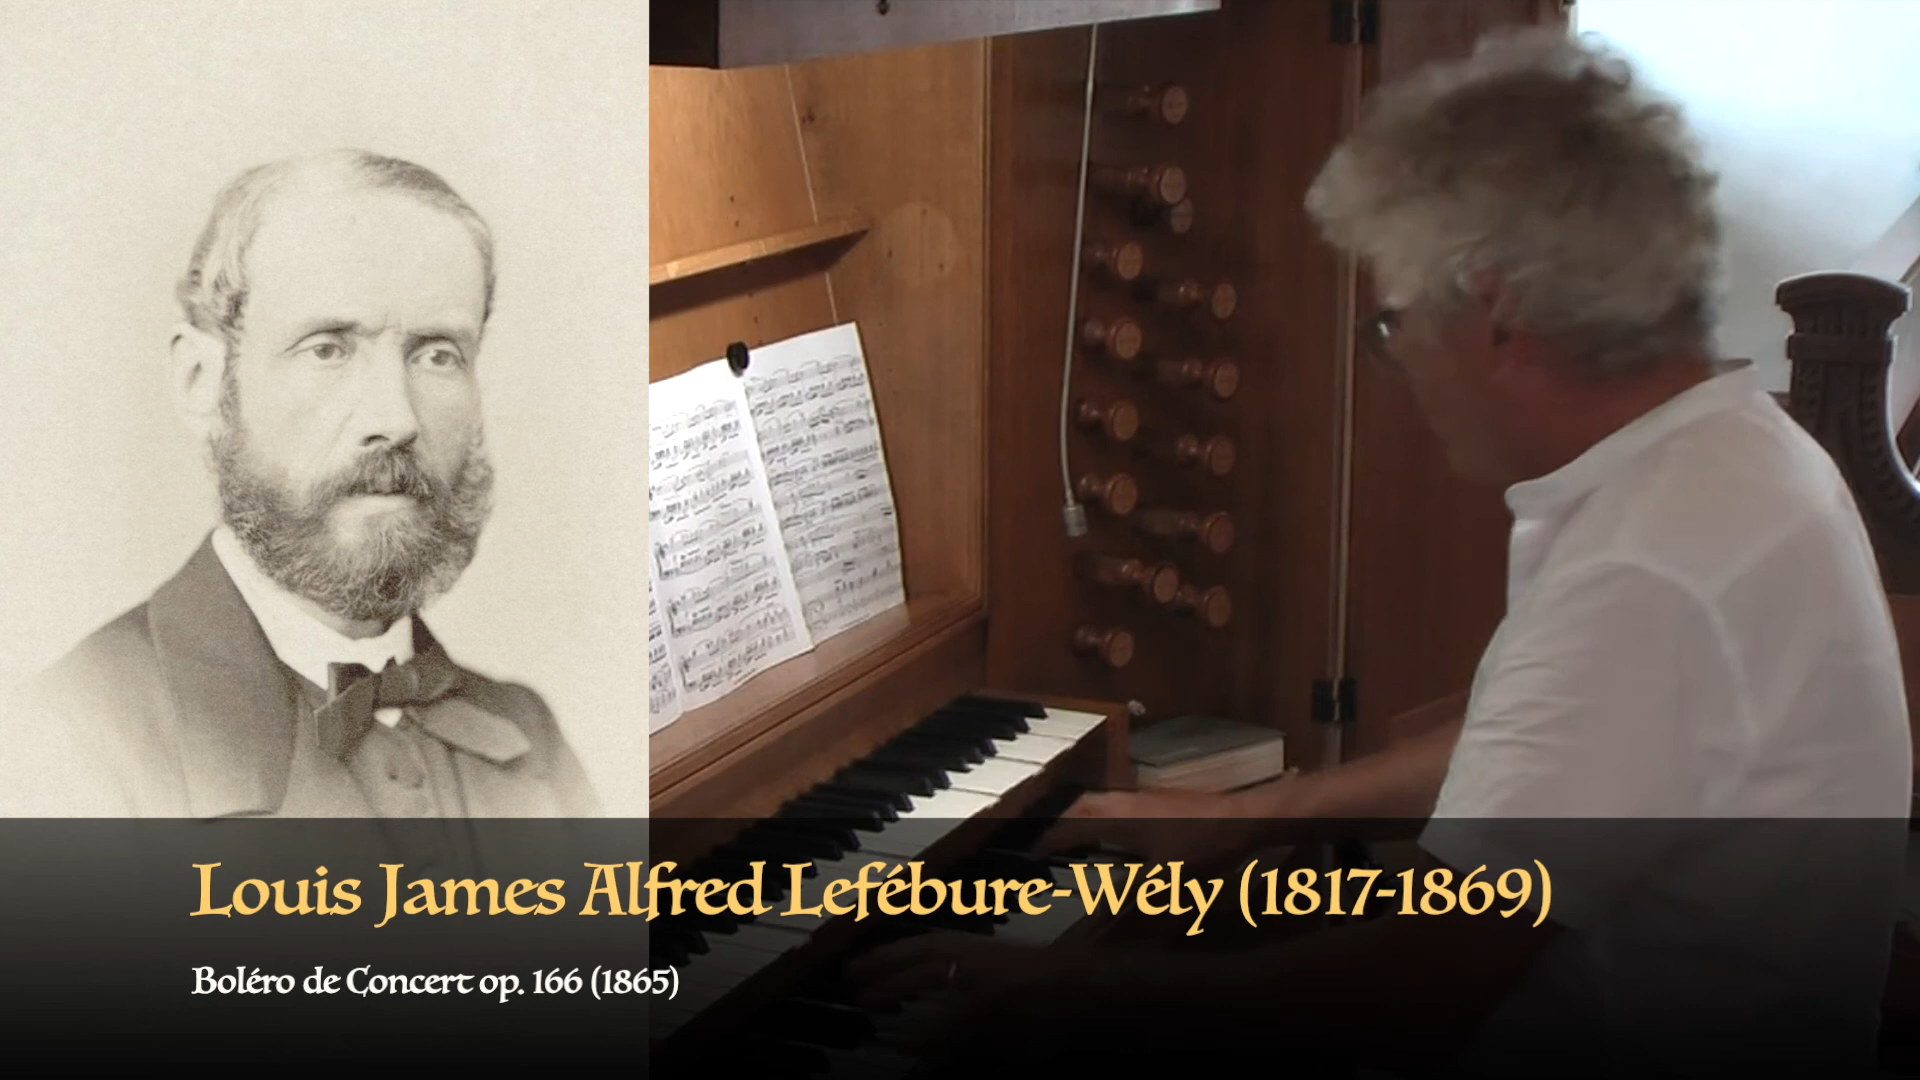 Louis James Alfred Lefébure-Wély (1817-1869)
Boléro de Concert op. 166 (1865)